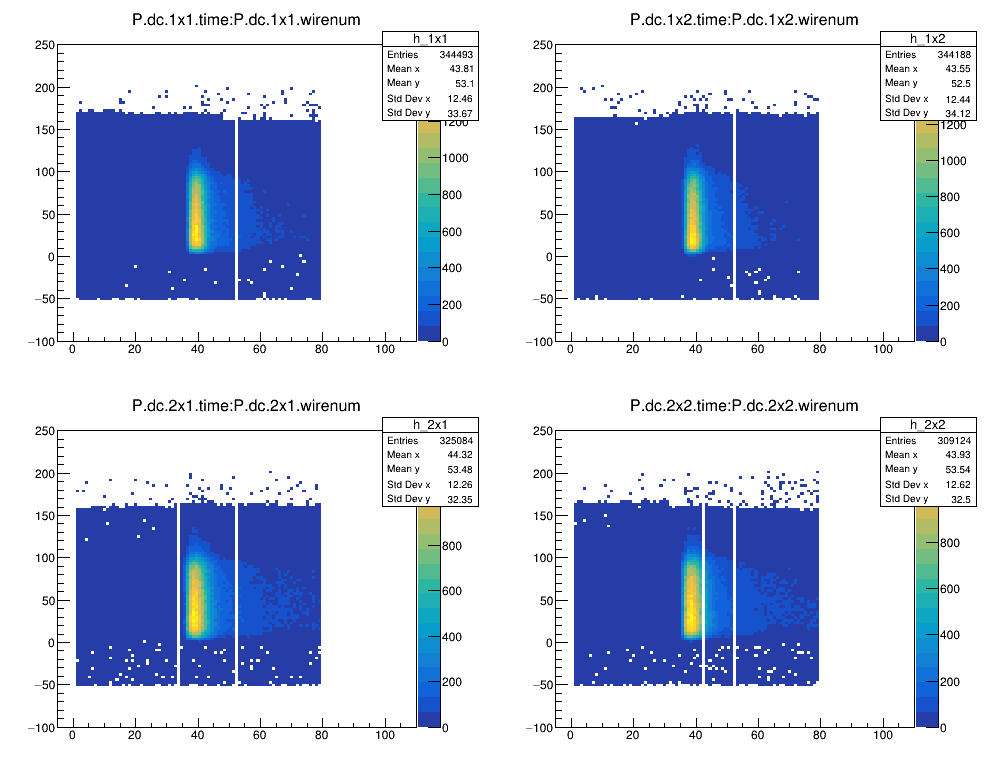 P.dc.1x1.time:P.dc.1x1.wirenum
h_1x1
Entries 344493
Mean x 43.81
Mean y 53.1
Std Dev x 12.46
Std Dev y 33.67
250
200
150
100
50
0
−50
−100
0 20 40 60 80 100
1200
1000
800
600
400
200
0
P.dc.1x2.time:P.dc.1x2.wirenum
h_1x2
Entries 344188
Mean x 43.55
Mean y 52.5
Std Dev x 12.44
Std Dev y 34.12
250
200
150
100
50
0
−50
−100
0 20 40 60 80 100
1200
1000
800
600
400
200
0
P.dc.2x1.time:P.dc.2x1.wirenum
h_2x1
Entries 325084
Mean x 44.32
Mean y 53.48
Std Dev x 12.26
Std Dev y 32.35
250
200
150
100
50
0
−50
−100
0 20 40 60 80 100
800
600
400
200
0
P.dc.2x2.time:P.dc.2x2.wirenum
h_2x2
Entries 309124
Mean x 43.93
Mean y 53.54
Std Dev x 12.62
Std Dev y 32.5
250
200
150
100
50
0
−50
−100
0 20 40 60 80 100
800
600
400
200
0